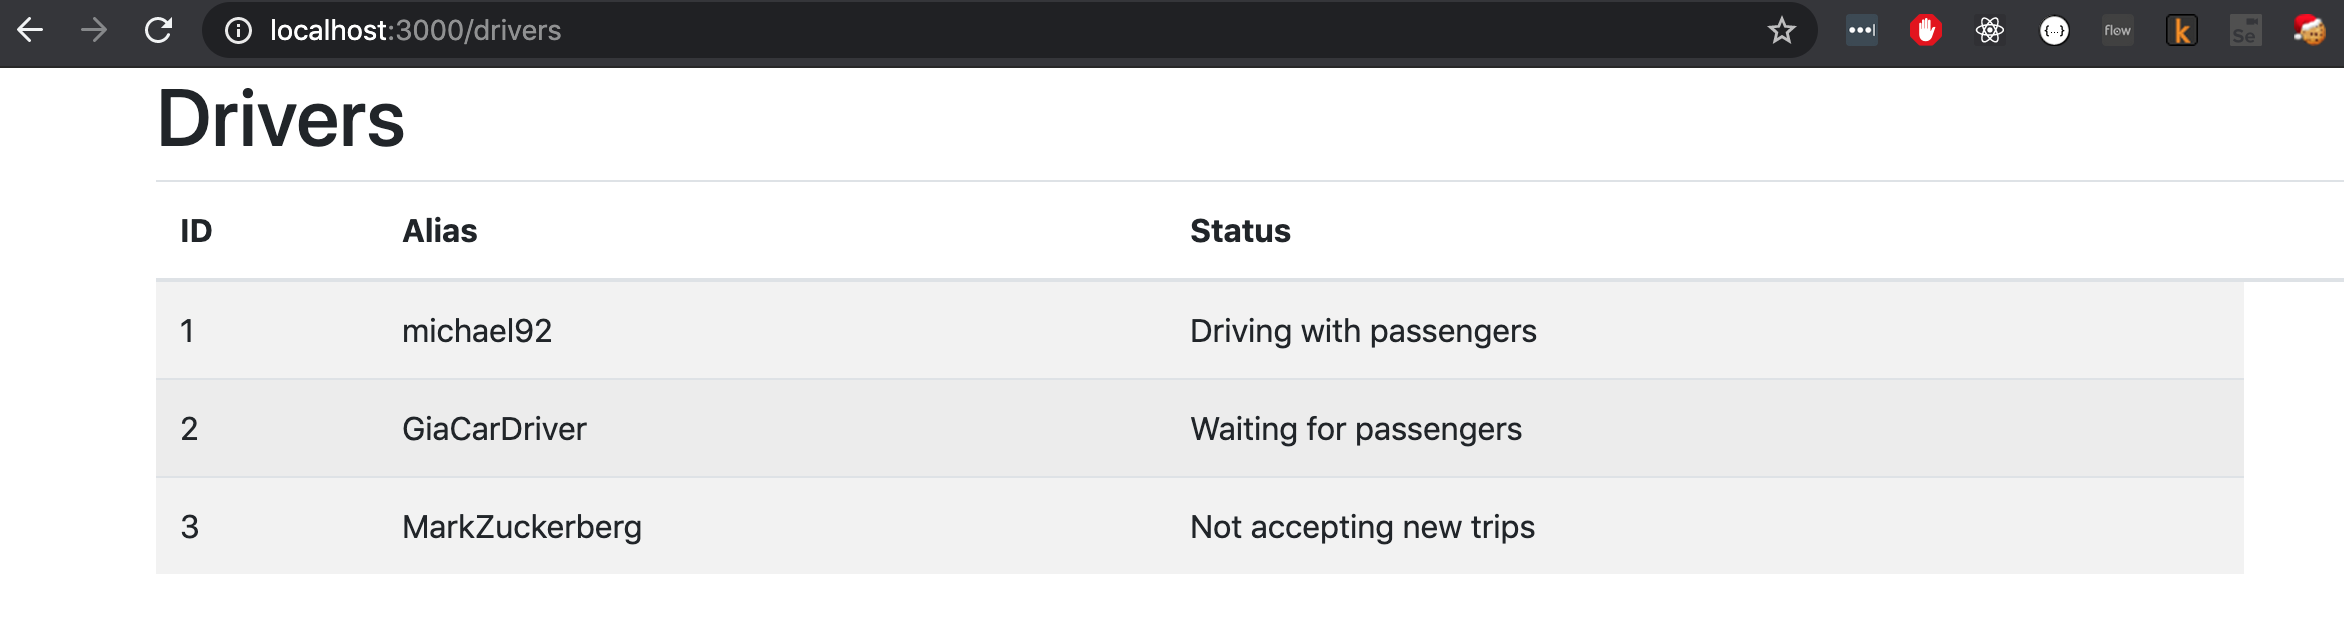 localhost:3000/drivers
{...}
flow
k
Se
Drivers
ID Alias Status
1 michael92 Driving with passengers
2 GiaCarDriver Waiting for passengers
3 MarkZuckerberg Not accepting new trips